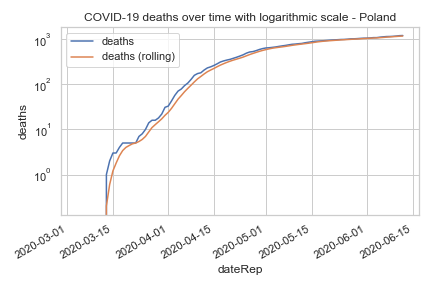 COVID-19 deaths over time with logarithmic scale - Poland
deaths
deaths (rolling)
10³
10²
10¹
10⁰
deaths
2020-03-01
2020-03-15
2020-04-01
2020-04-15
2020-05-01
2020-05-15
2020-06-01
2020-06-15
dateRep